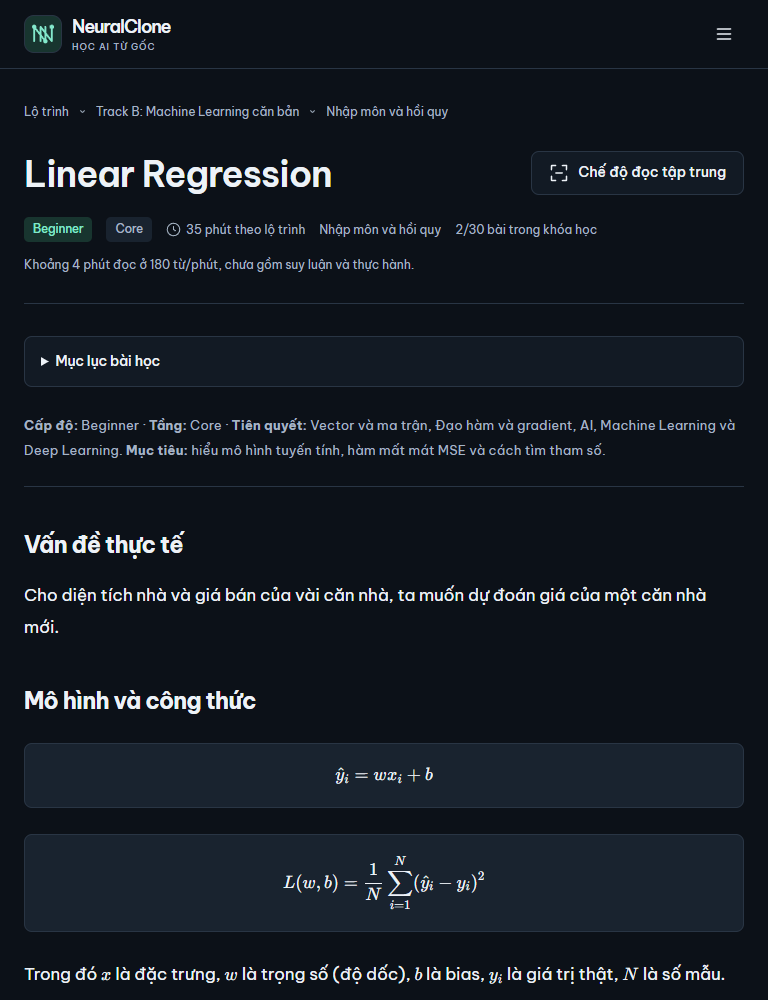 NeuralClone
HỌC AI TỪ GỐC
Lộ trình Track B: Machine Learning căn bản Nhập môn và hồi quy
Linear Regression
Chế độ đọc tập trung
Beginner Core 35 phút theo lộ trình Nhập môn và hồi quy 2/30 bài trong khóa học
Khoảng 4 phút đọc ở 180 từ/phút, chưa gồm suy luận và thực hành.
▶ Mục lục bài học
Cấp độ: Beginner · Tầng: Core · Tiên quyết: Vector và ma trận, Đạo hàm và gradient, AI, Machine Learning và
Deep Learning. Mục tiêu: hiểu mô hình tuyến tính, hàm mất mát MSE và cách tìm tham số.
Vấn đề thực tế
Cho diện tích nhà và giá bán của vài căn nhà, ta muốn dự đoán giá của một căn nhà
mới.
Mô hình và công thức
ŷᵢ = wxᵢ + b
L(w, b) = 1/N ∑_{i=1}^{N} (ŷᵢ − yᵢ)²
Trong đó x là đặc trưng, w là trọng số (độ dốc), b là bias, yᵢ là giá trị thật, N là số mẫu.